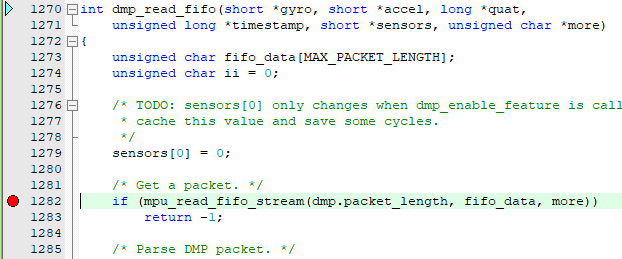 1270 int dmp_read_fifo(short *gyro, short *accel, long *quat,
1271     unsigned long *timestamp, short *sensors, unsigned char *more)
1272 {
1273     unsigned char fifo_data[MAX_PACKET_LENGTH];
1274     unsigned char ii = 0;
1275
1276     /* TODO: sensors[0] only changes when dmp_enable_feature is call
1277      * cache this value and save some cycles.
1278      */
1279     sensors[0] = 0;
1280
1281     /* Get a packet. */
1282     if (mpu_read_fifo_stream(dmp.packet_length, fifo_data, more))
1283         return -1;
1284
1285     /* Parse DMP packet. */